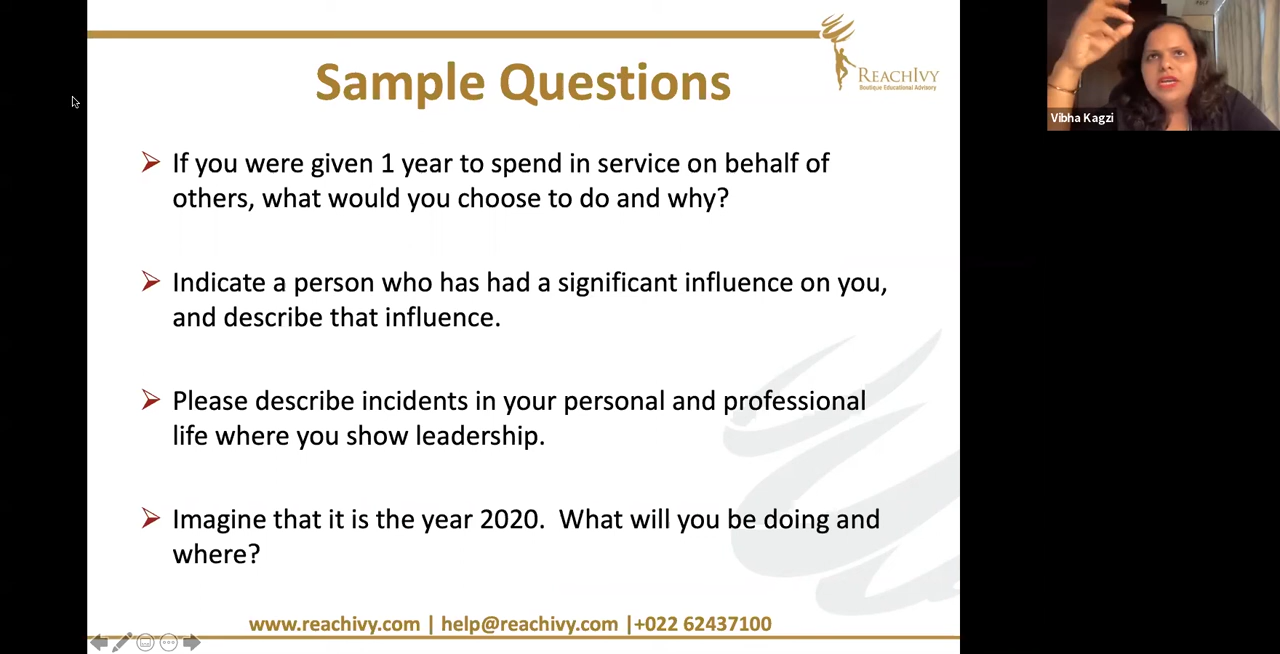 Sample Questions
REACHIVY
Boutique Educational Advisory
Vibha Kagzi
➢ If you were given 1 year to spend in service on behalf of
others, what would you choose to do and why?
➢ Indicate a person who has had a significant influence on you,
and describe that influence.
➢ Please describe incidents in your personal and professional
life where you show leadership.
➢ Imagine that it is the year 2020.  What will you be doing and
where?
www.reachivy.com | help@reachivy.com |+022 62437100